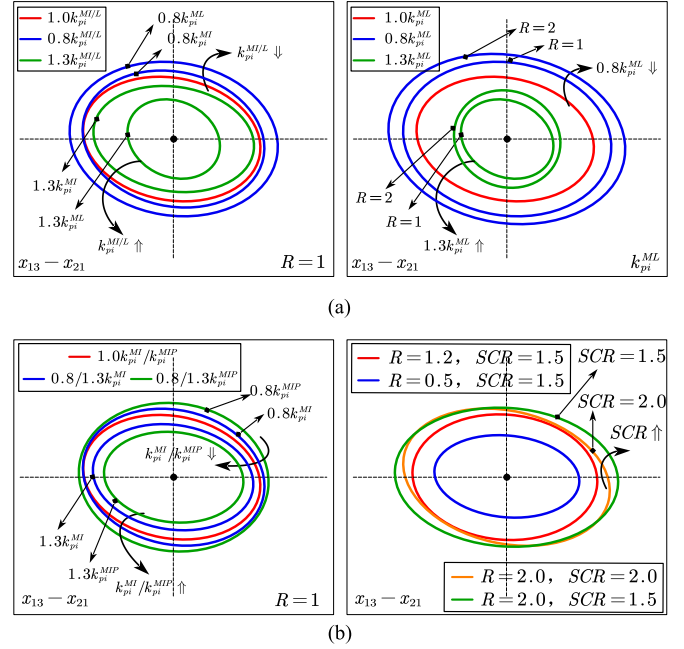 1.0k_{pi}^{MI/L}
0.8k_{pi}^{MI/L}
1.3k_{pi}^{MI/L}
0.8k_{pi}^{ML}
0.8k_{pi}^{MI}
k_{pi}^{MI/L} ⇓
1.3k_{pi}^{MI}
1.3k_{pi}^{ML}
k_{pi}^{MI/L} ⇑
x_{13} − x_{21}
R = 1
1.0k_{pi}^{ML}
0.8k_{pi}^{ML}
1.3k_{pi}^{ML}
R = 2
R = 1
0.8k_{pi}^{ML} ⇓
R = 2
R = 1
1.3k_{pi}^{ML} ⇑
x_{13} − x_{21}
k_{pi}^{ML}
(a)
1.0k_{pi}^{MI}/k_{pi}^{MIP}
0.8/1.3k_{pi}^{MI} 0.8/1.3k_{pi}^{MIP}
0.8k_{pi}^{MIP}
0.8k_{pi}^{MI}
k_{pi}^{MI}/k_{pi}^{MIP} ⇓
1.3k_{pi}^{MI}
1.3k_{pi}^{MIP}
k_{pi}^{MI}/k_{pi}^{MIP} ⇑
x_{13} − x_{21}
R = 1
R = 1.2, SCR = 1.5
R = 0.5, SCR = 1.5
SCR = 1.5
SCR = 2.0
SCR ⇑
R = 2.0, SCR = 2.0
R = 2.0, SCR = 1.5
x_{13} − x_{21}
(b)